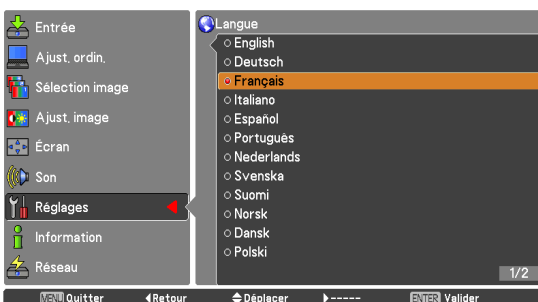 Entrée
Ajust. ordin.
Sélection image
Ajust. image
Écran
Son
Réglages
Information
Réseau
Langue
English
Deutsch
Français
Italiano
Español
Português
Nederlands
Svenska
Suomi
Norsk
Dansk
Polski
1/2
MENU Quitter ◀Retour ◆Déplacer ▶----- ENTER Valider